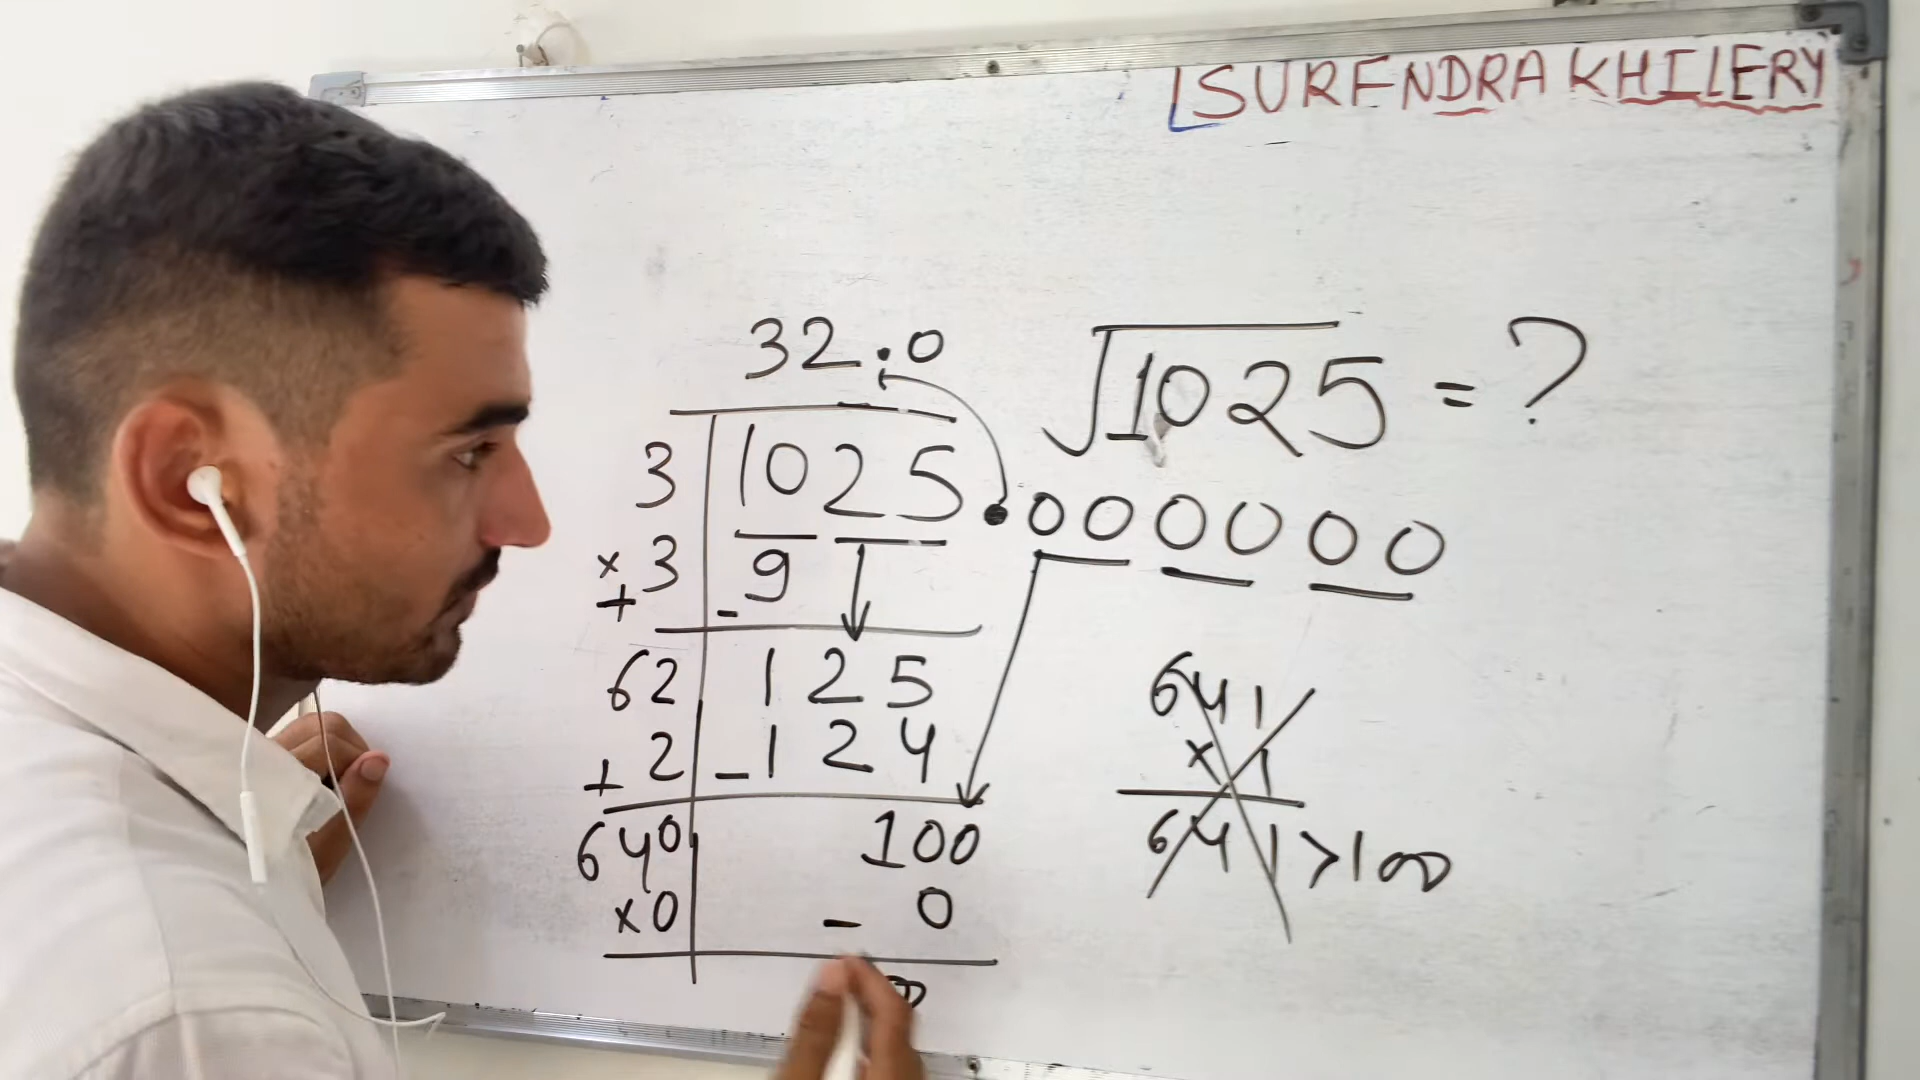 SURENDRA KHILERY
√1025 = ?
32.0
3 | 1025.000000
×3 | -9
+
62 | 125
+2 | -124
640 | 100
×0 | -0
641
×1
641>100